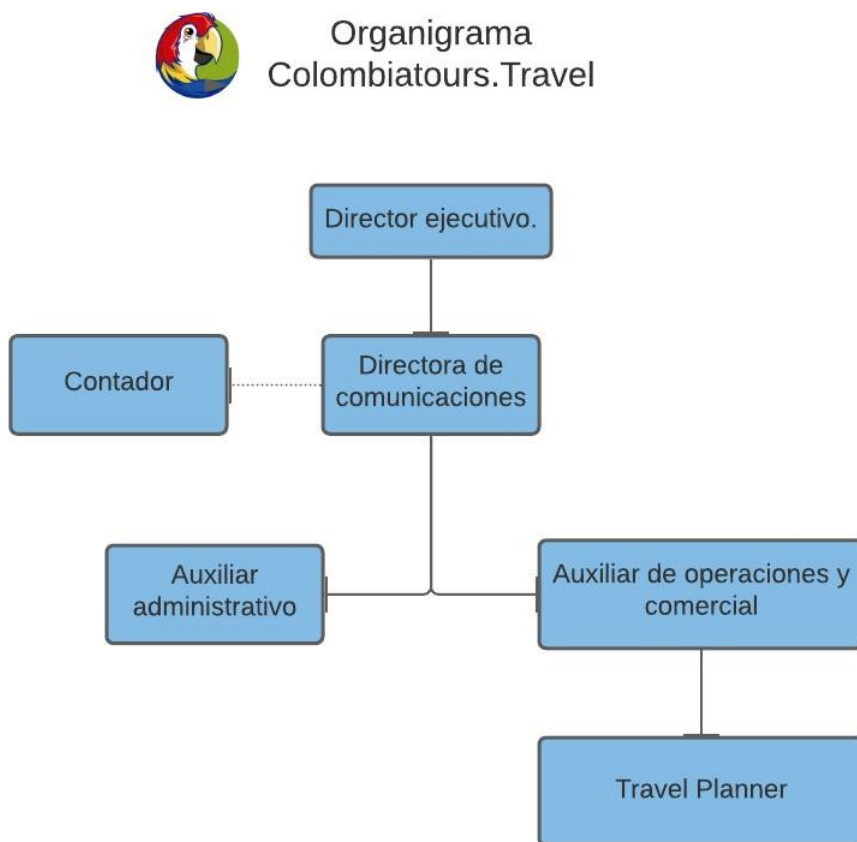 Organigrama
Colombiatours.Travel
Director ejecutivo.
Contador
Directora de
comunicaciones
Auxiliar
administrativo
Auxiliar de operaciones y
comercial
Travel Planner